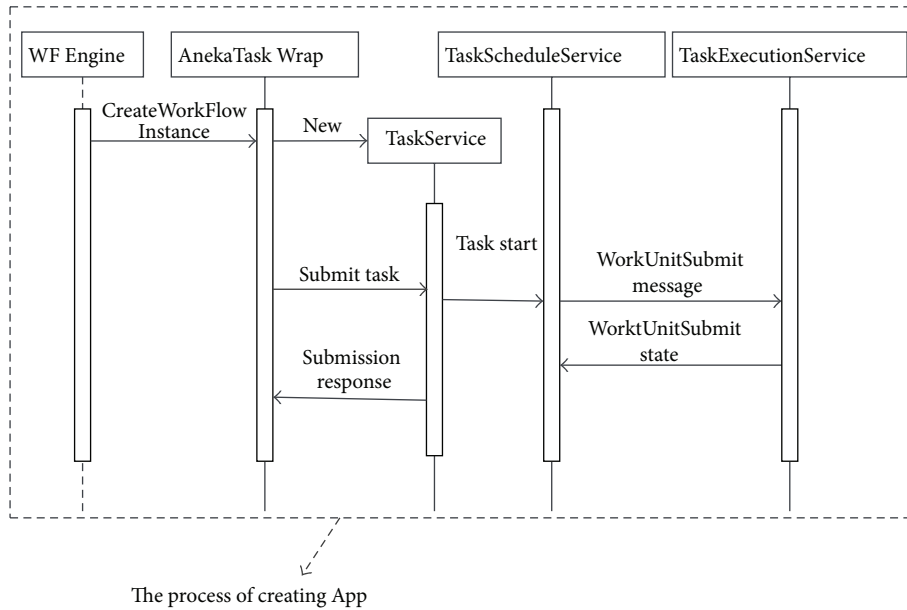 WF Engine
AnekaTask Wrap
TaskScheduleService
TaskExecutionService
CreateWorkFlow
Instance
New
TaskService
Task start
Submit task
WorkUnitSubmit
message
WorktUnitSubmit
state
Submission
response
The process of creating App